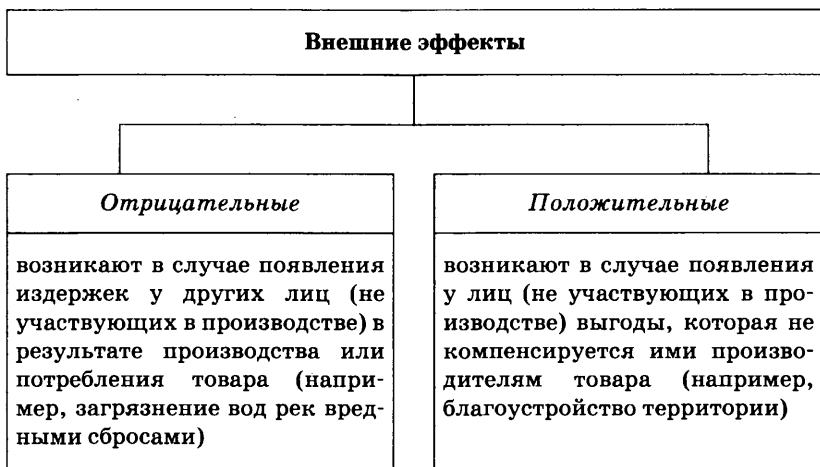 Внешние эффекты
Отрицательные
возникают в случае появления
издержек у других лиц (не
участвующих в производстве) в
результате производства или
потребления товара (напри-
мер, загрязнение вод рек вред-
ными сбросами)
Положительные
возникают в случае появления
у лиц (не участвующих в про-
изводстве) выгоды, которая не
компенсируется ими произво-
дителям товара (например,
благоустройство территории)